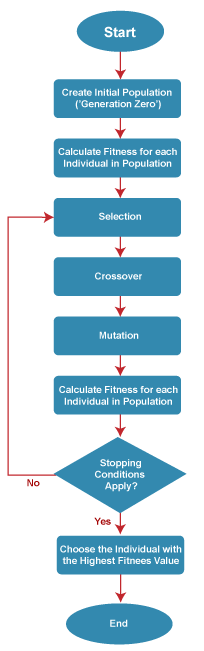 Start
Create Initial Population
('Generation Zero')
Calculate Fitness for each
Individual in Population
Selection
Crossover
Mutation
Calculate Fitness for each
Individual in Population
Stopping
Conditions
Apply?
No
Yes
Choose the Individual with
the Highest Fitnees Value
End